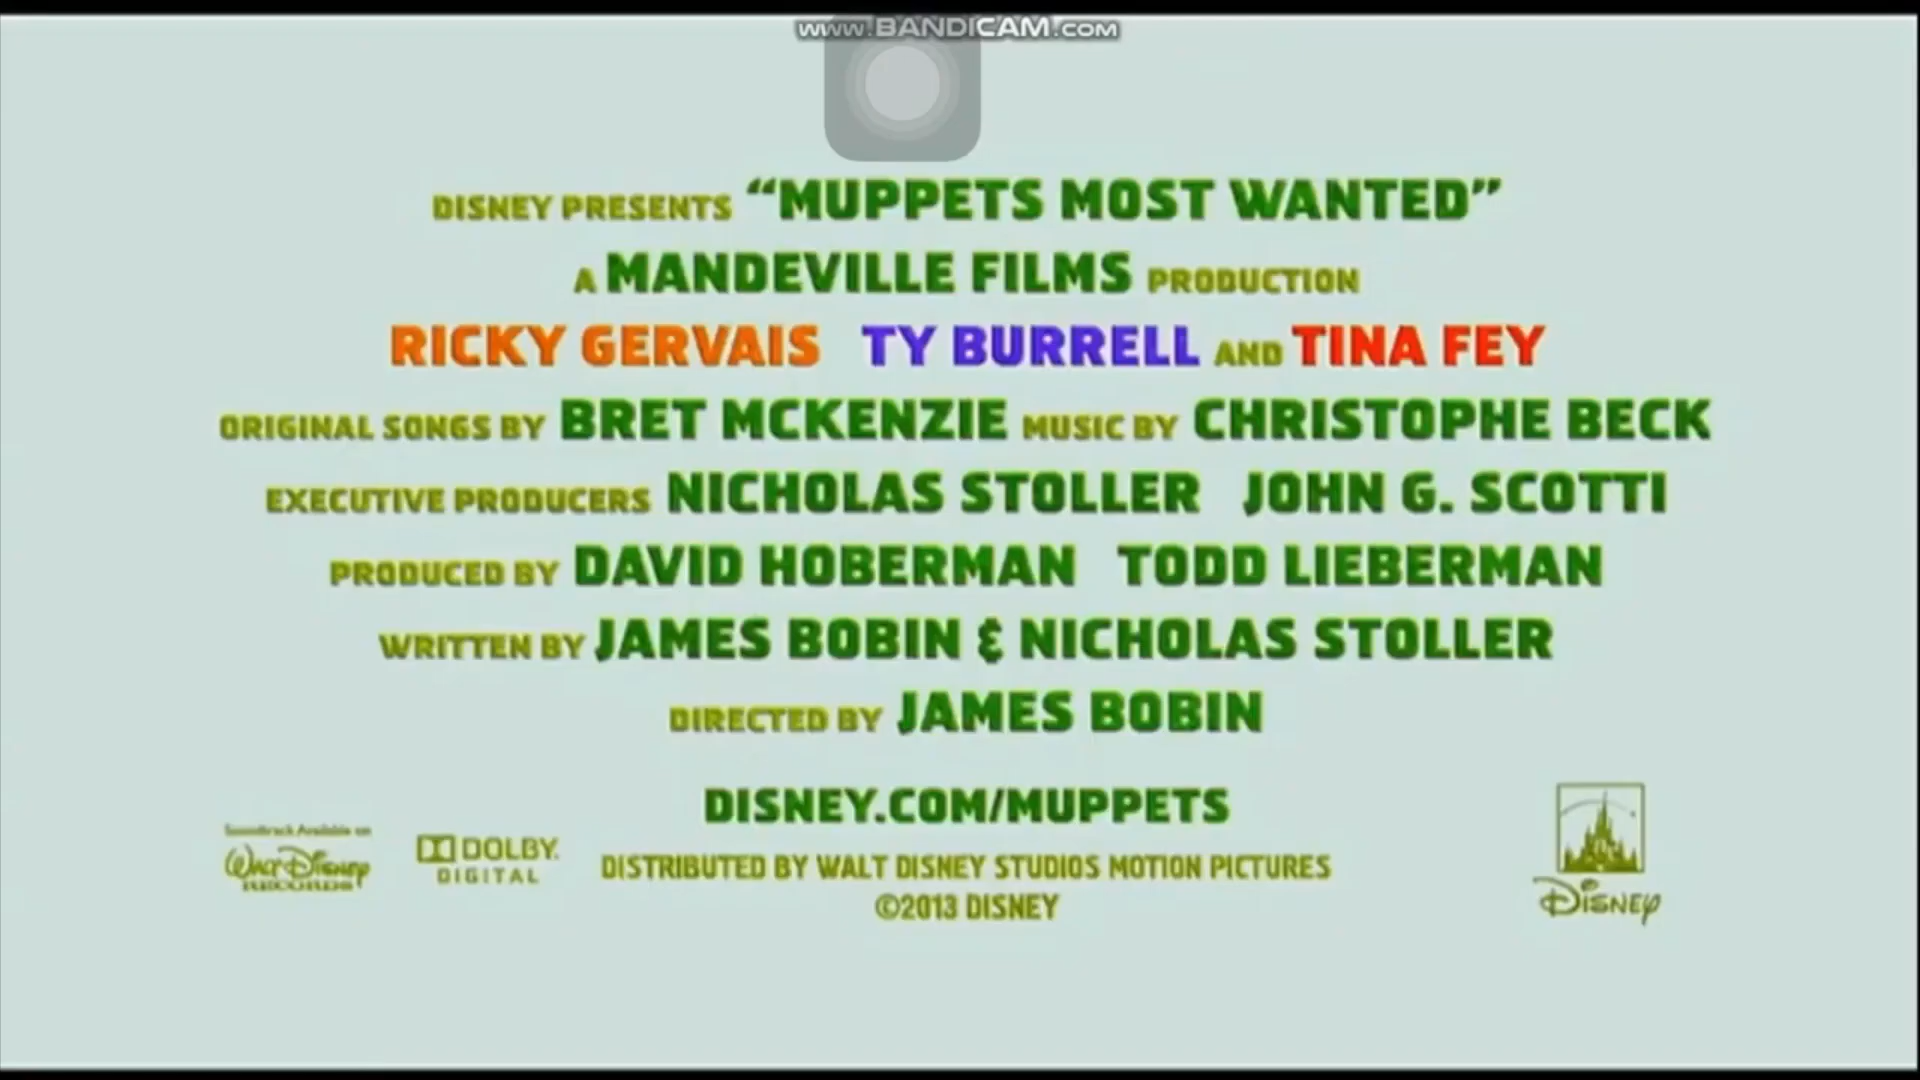 www.BANDICAM.com
DISNEY PRESENTS “MUPPETS MOST WANTED”
A MANDEVILLE FILMS PRODUCTION
RICKY GERVAIS TY BURRELL AND TINA FEY
ORIGINAL SONGS BY BRET MCKENZIE MUSIC BY CHRISTOPHE BECK
EXECUTIVE PRODUCERS NICHOLAS STOLLER JOHN G. SCOTTI
PRODUCED BY DAVID HOBERMAN TODD LIEBERMAN
WRITTEN BY JAMES BOBIN & NICHOLAS STOLLER
DIRECTED BY JAMES BOBIN
DISNEY.COM/MUPPETS
Soundtrack Available on
WALT DISNEY
RECORDS
DOLBY
DIGITAL
DISTRIBUTED BY WALT DISNEY STUDIOS MOTION PICTURES
©2013 DISNEY
DISNEY